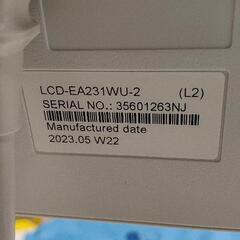 LCD-EA231WU-2 (L2)
SERIAL NO.: 35601263NJ
Manufactured date
2023.05 W22